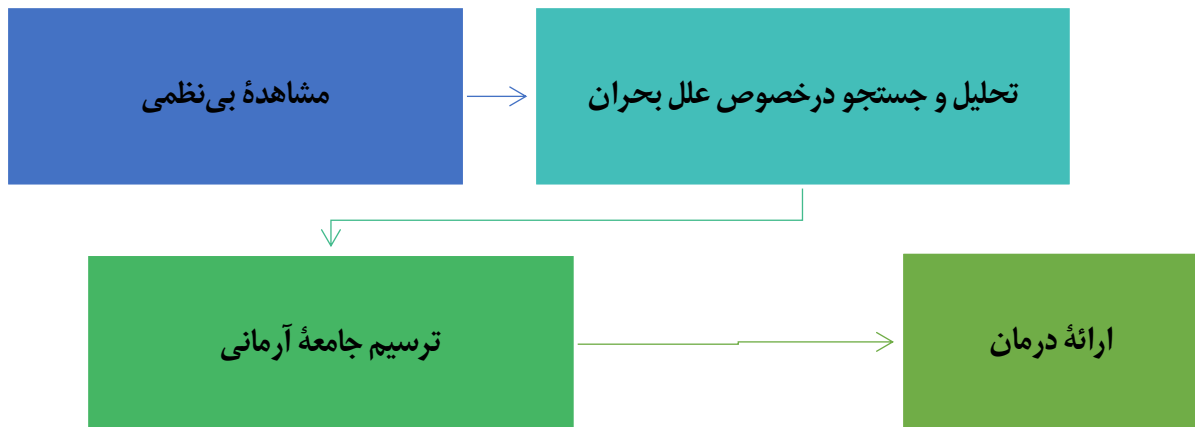 مشاهدهٔ بی‌نظمی
تحلیل و جستجو درخصوص علل بحران
ترسیم جامعهٔ آرمانی
ارائهٔ درمان